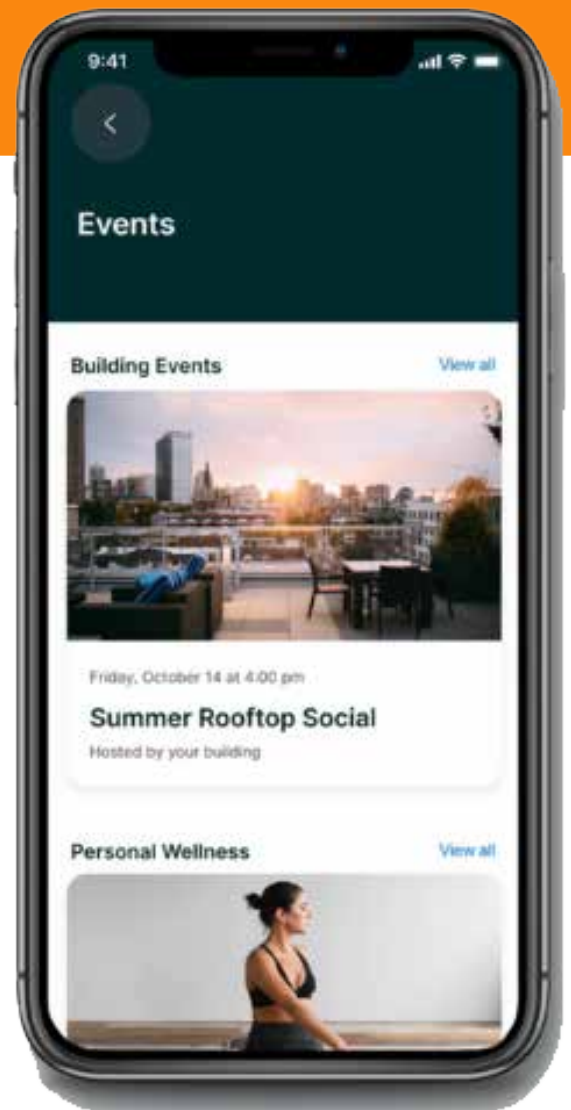 9:41
Events
Building Events
View all
Friday, October 14 at 4:00 pm
Summer Rooftop Social
Hosted by your building
Personal Wellness
View all